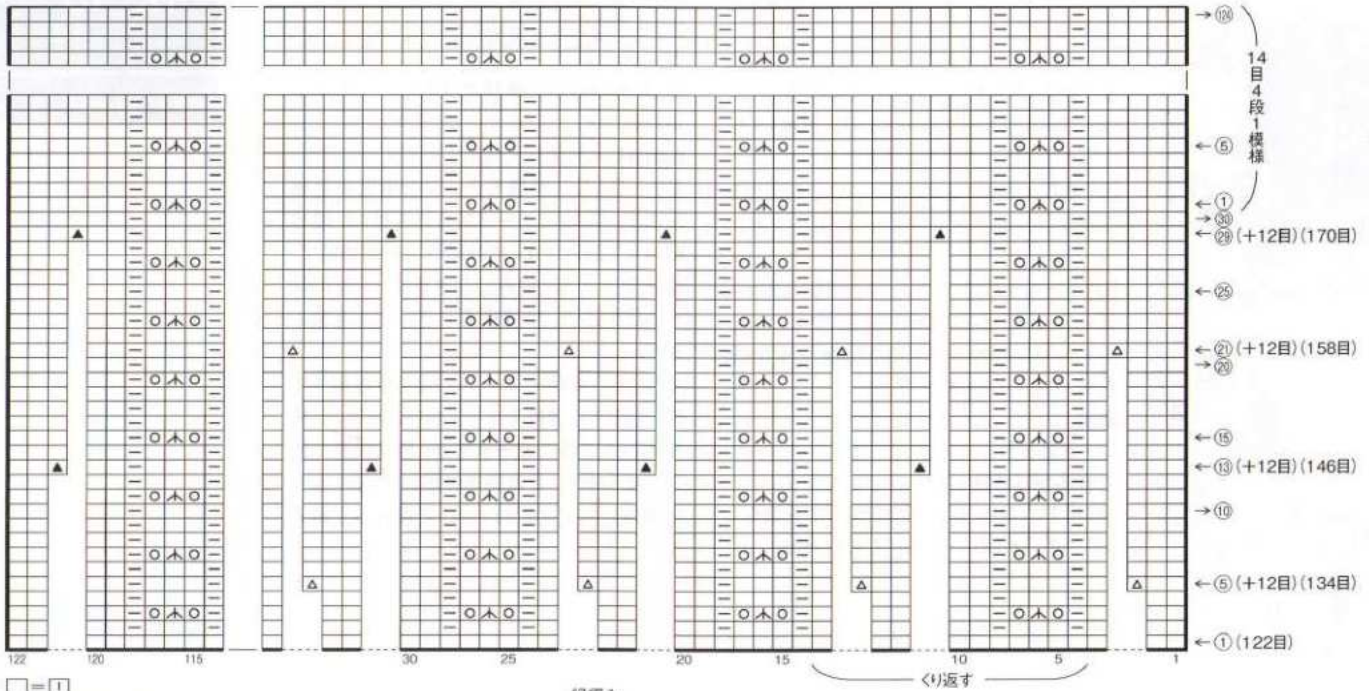 →124
14目4段1模様
←⑤
←①
→㉚
←㉙(+12目)(170目)
←㉕
←㉑(+12目)(158目)
→⑳
←⑮
←⑬(+12目)(146目)
→⑩
←⑤(+12目)(134目)
←①(122目)
122 120 115 30 25 20 15 10 5 1
くり返す
□=|